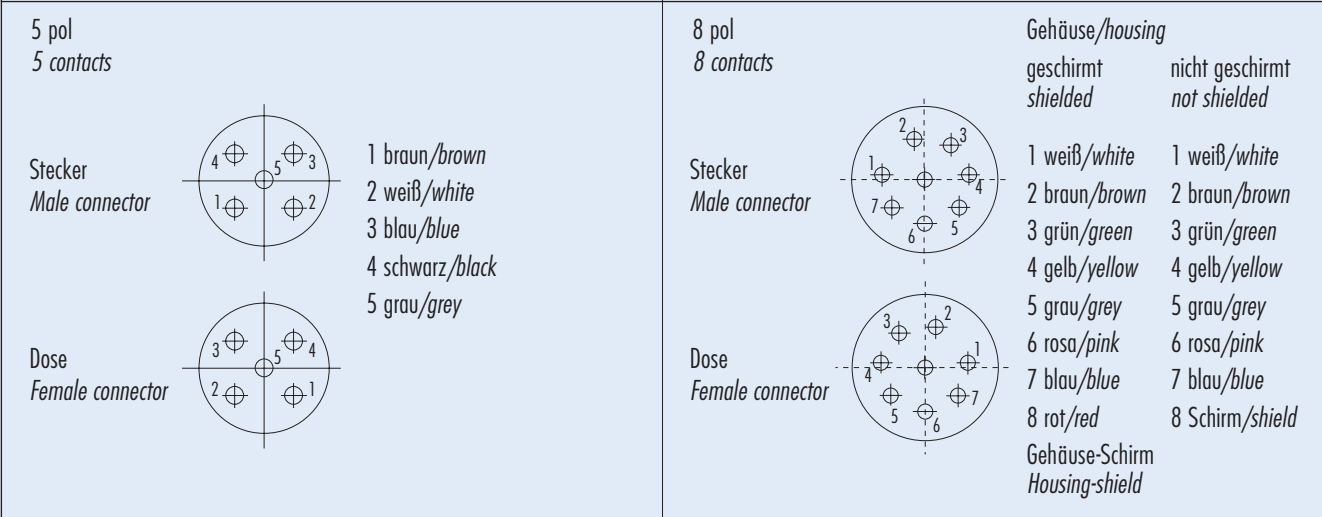 5 pol
5 contacts
Stecker
Male connector
4
3
5
1
2
1 braun/brown
2 weiß/white
3 blau/blue
4 schwarz/black
5 grau/grey
Dose
Female connector
3
4
5
2
1
8 pol
8 contacts
Stecker
Male connector
2
3
1
4
7
5
6
Dose
Female connector
3
2
1
4
7
5
6
Gehäuse/housing
geschirmt
shielded
1 weiß/white
2 braun/brown
3 grün/green
4 gelb/yellow
5 grau/grey
6 rosa/pink
7 blau/blue
8 rot/red
Gehäuse-Schirm
Housing-shield
nicht geschirmt
not shielded
1 weiß/white
2 braun/brown
3 grün/green
4 gelb/yellow
5 grau/grey
6 rosa/pink
7 blau/blue
8 Schirm/shield